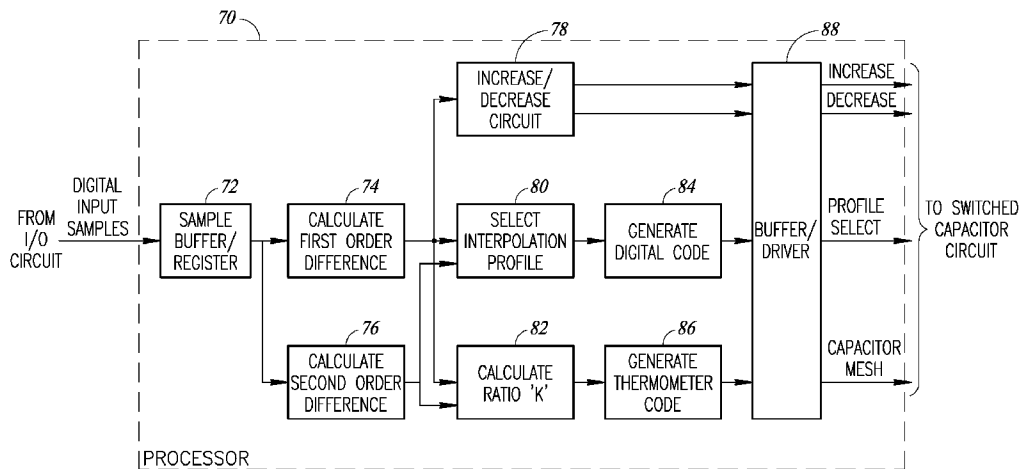 70
78
88
INCREASE/
DECREASE
CIRCUIT
INCREASE
DECREASE
FROM
I/O
CIRCUIT
DIGITAL
INPUT
SAMPLES
72
SAMPLE
BUFFER/
REGISTER
74
CALCULATE
FIRST ORDER
DIFFERENCE
80
SELECT
INTERPOLATION
PROFILE
84
GENERATE
DIGITAL CODE
BUFFER/
DRIVER
PROFILE
SELECT
TO SWITCHED
CAPACITOR
CIRCUIT
76
CALCULATE
SECOND ORDER
DIFFERENCE
82
CALCULATE
RATIO 'K'
86
GENERATE
THERMOMETER
CODE
CAPACITOR
MESH
PROCESSOR